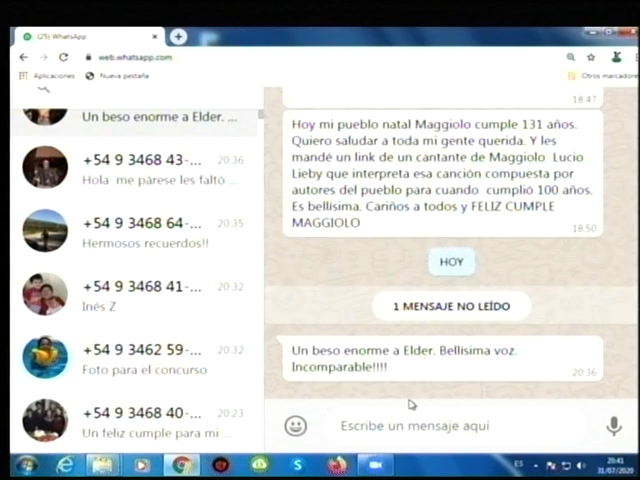 (25) WhatsApp
web.whatsapp.com
Aplicaciones
Nueva pestaña
Otros marcadores
Un beso enorme a Elder. ...
+54 9 3468 43-...
20:36
Hola me párese les faltó ...
+54 9 3468 64-...
20:35
Hermosos recuerdos!!
+54 9 3468 41-...
20:32
Inés Z
+54 9 3462 59-...
20:32
Foto para el concurso
+54 9 3468 40-...
20:23
Un feliz cumple para mi ...
18:47
Hoy mi pueblo natal Maggiolo cumple 131 años.
Quiero saludar a toda mi gente querida. Y les
mandé un link de un cantante de Maggiolo Lucio
Lieby que interpreta esa canción compuesta por
autores del pueblo para cuando cumplió 100 años.
Es bellísima. Cariños a todos y FELIZ CUMPLE
MAGGIOLO
18:50
HOY
1 MENSAJE NO LEÍDO
Un beso enorme a Elder. Bellísima voz.
Incomparable!!!!
20:36
Escribe un mensaje aquí
ES
20:41
31/07/2020